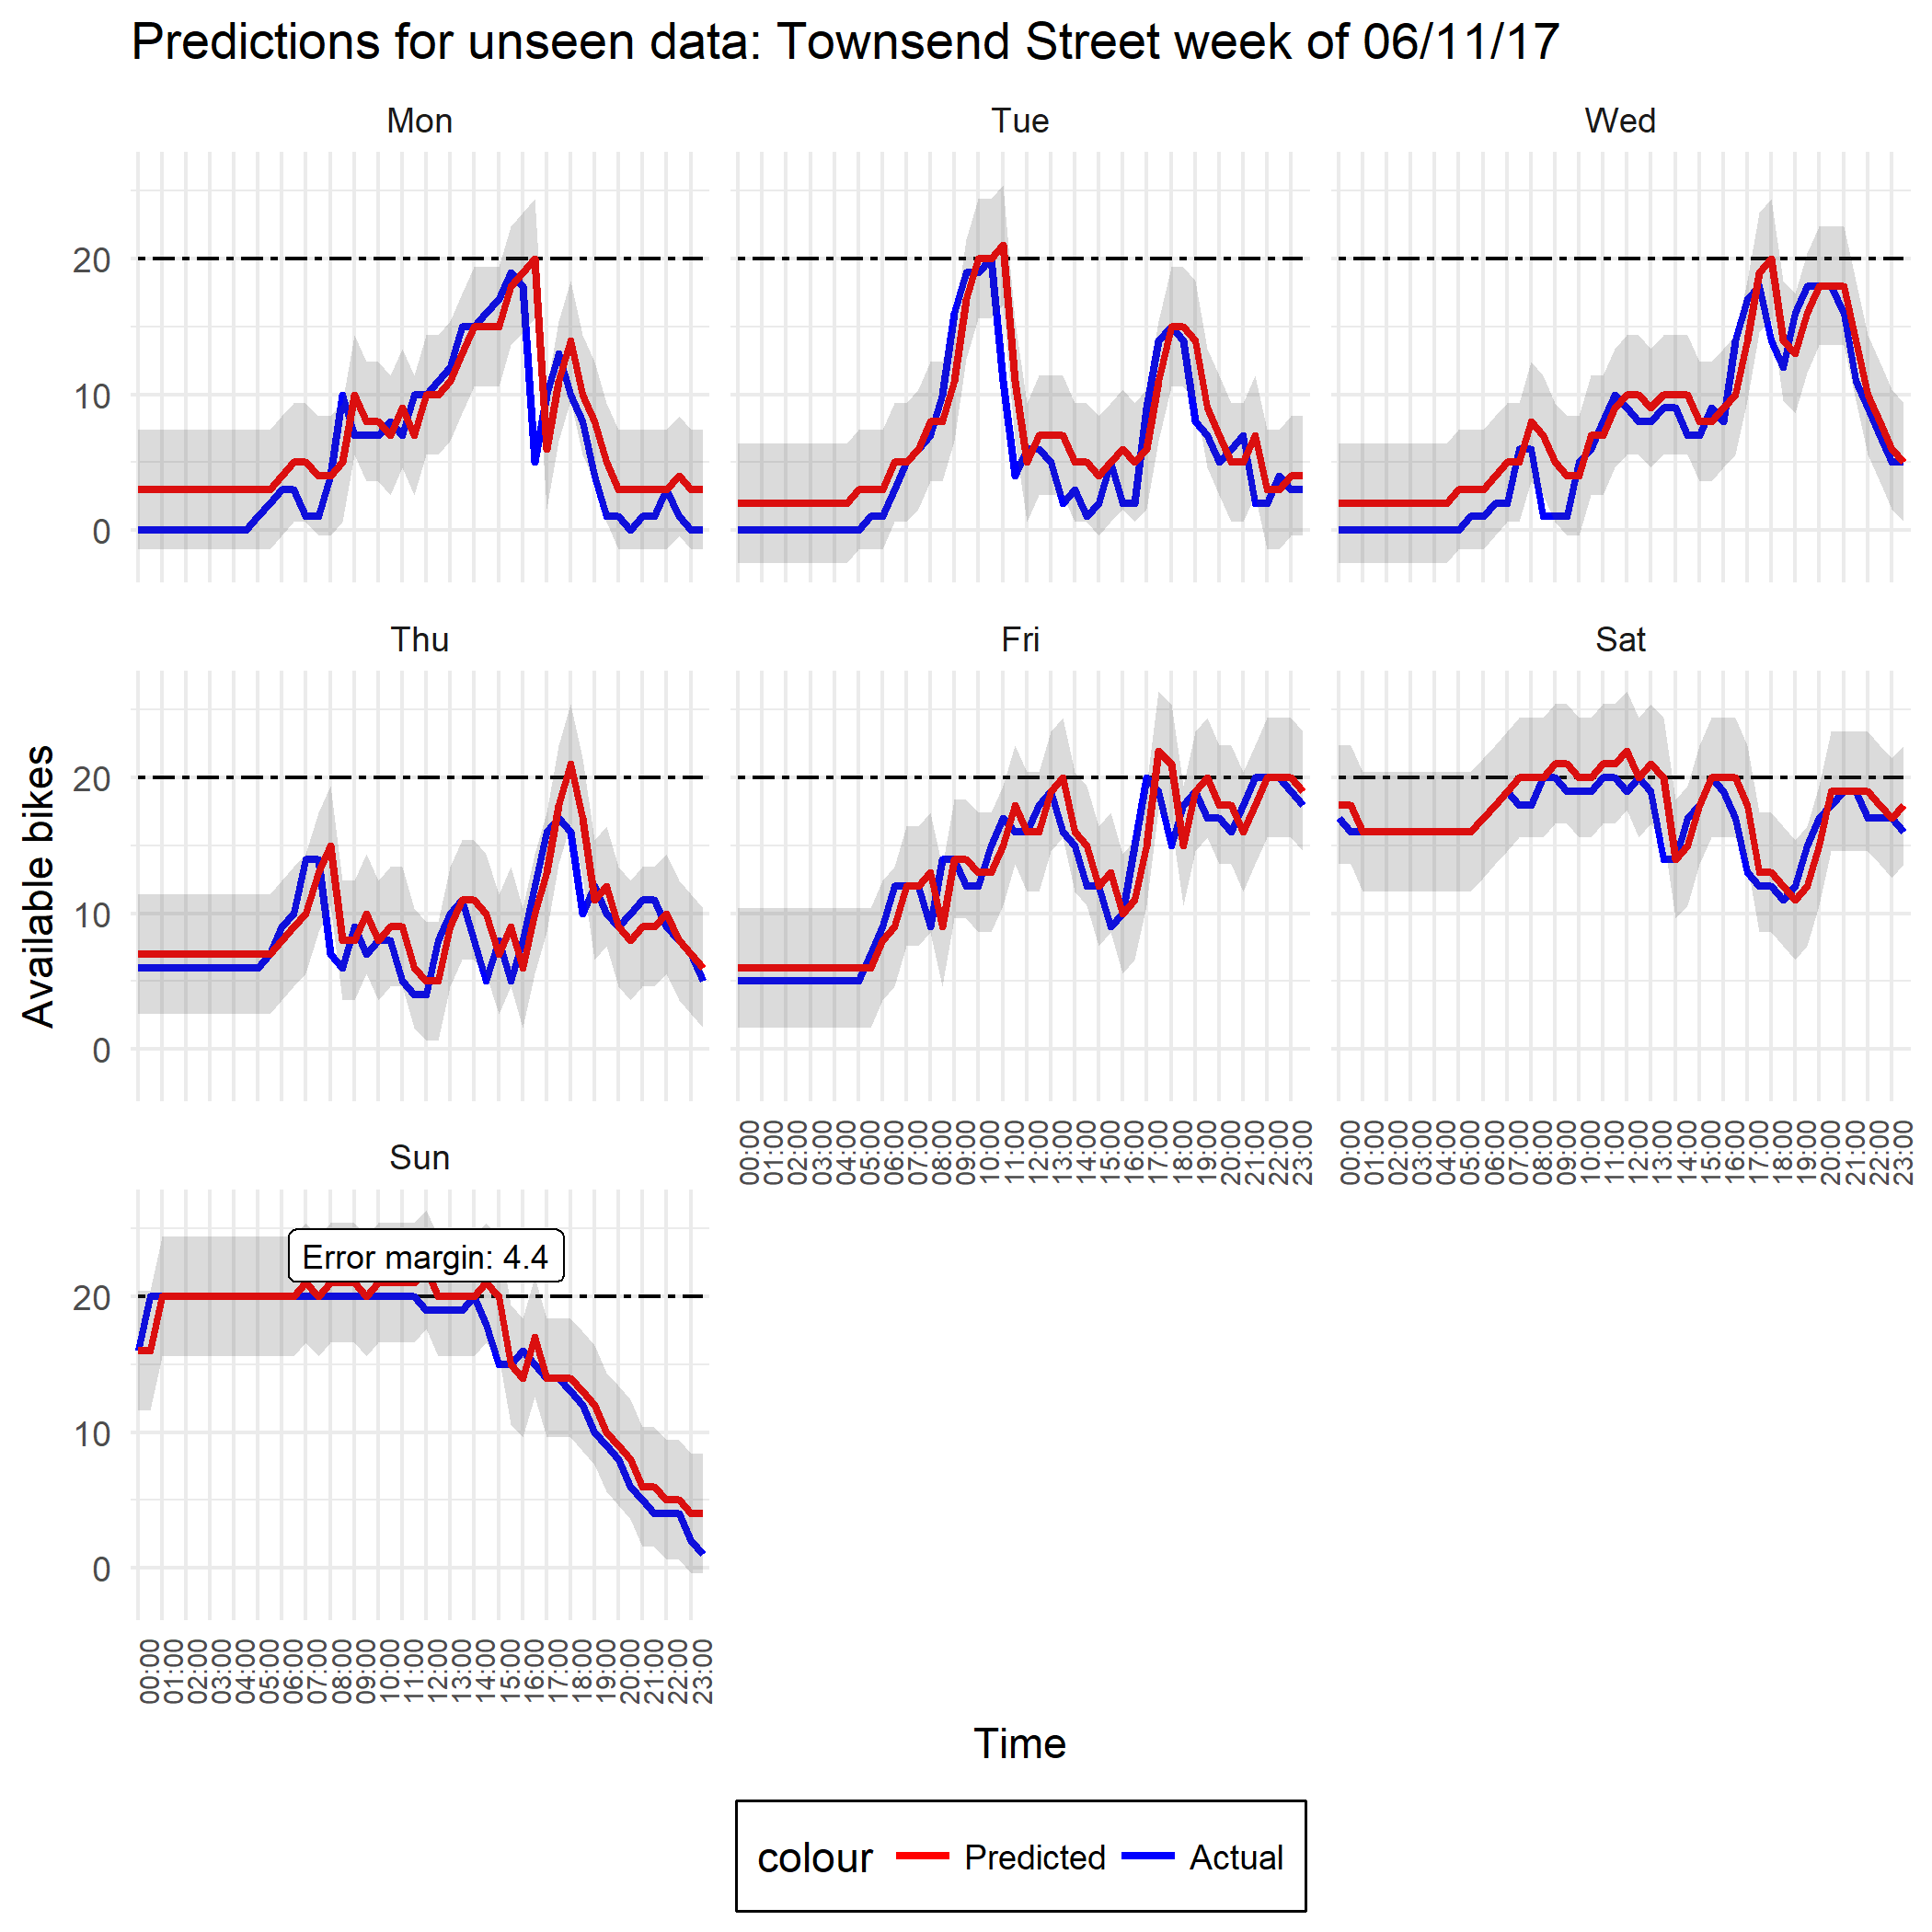 Predictions for unseen data: Townsend Street week of 06/11/17
Mon Tue Wed
20
10
0
Thu Fri Sat
20
10
0
Available bikes
00:00 01:00 02:00 03:00 04:00 05:00 06:00 07:00 08:00 09:00 10:00 11:00 12:00 13:00 14:00 15:00 16:00 17:00 18:00 19:00 20:00 21:00 22:00 23:00
00:00 01:00 02:00 03:00 04:00 05:00 06:00 07:00 08:00 09:00 10:00 11:00 12:00 13:00 14:00 15:00 16:00 17:00 18:00 19:00 20:00 21:00 22:00 23:00
Sun
Error margin: 4.4
20
10
0
00:00 01:00 02:00 03:00 04:00 05:00 06:00 07:00 08:00 09:00 10:00 11:00 12:00 13:00 14:00 15:00 16:00 17:00 18:00 19:00 20:00 21:00 22:00 23:00
Time
colour Predicted Actual